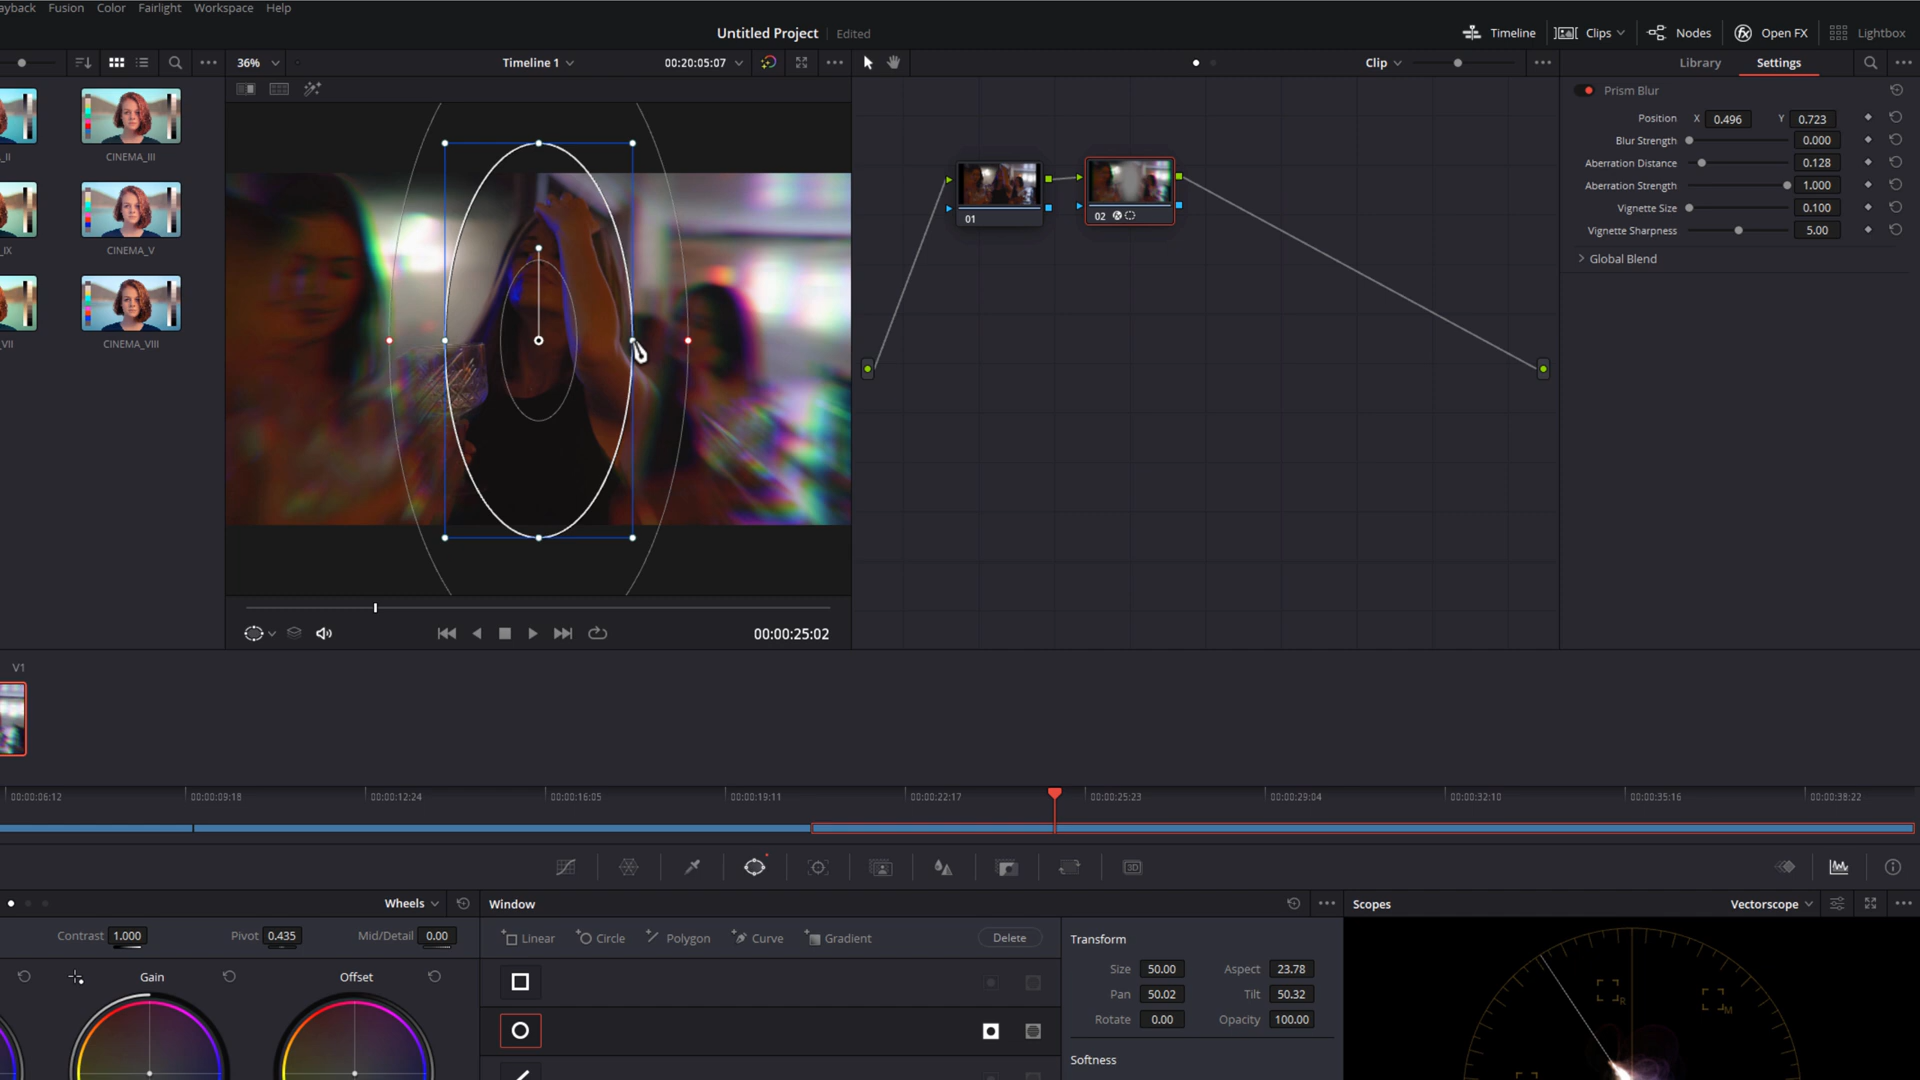 ayback Fusion Color Fairlight Workspace Help
Untitled Project Edited
Timeline Clips Nodes Open FX Lightbox
36% Timeline 1 00:20:05:07 Clip Library Settings
Prism Blur
Position X 0.496 Y 0.723
Blur Strength 0.000
Aberration Distance 0.128
Aberration Strength 1.000
Vignette Size 0.100
Vignette Sharpness 5.00
Global Blend
_II CINEMA_III
_IX CINEMA_V
VII CINEMA_VIII
01 02
00:00:25:02
V1
00:00:06:12 00:00:09:18 00:00:12:24 00:00:16:05 00:00:19:11 00:00:22:17 00:00:25:23 00:00:29:04 00:00:32:10 00:00:35:16 00:00:38:22
3D
Wheels Window Scopes Vectorscope
Contrast 1.000 Pivot 0.435 Mid/Detail 0.00
Linear Circle Polygon Curve Gradient Delete
Gain Offset
Transform
Size 50.00 Aspect 23.78
Pan 50.02 Tilt 50.32
Rotate 0.00 Opacity 100.00
Softness
R
M